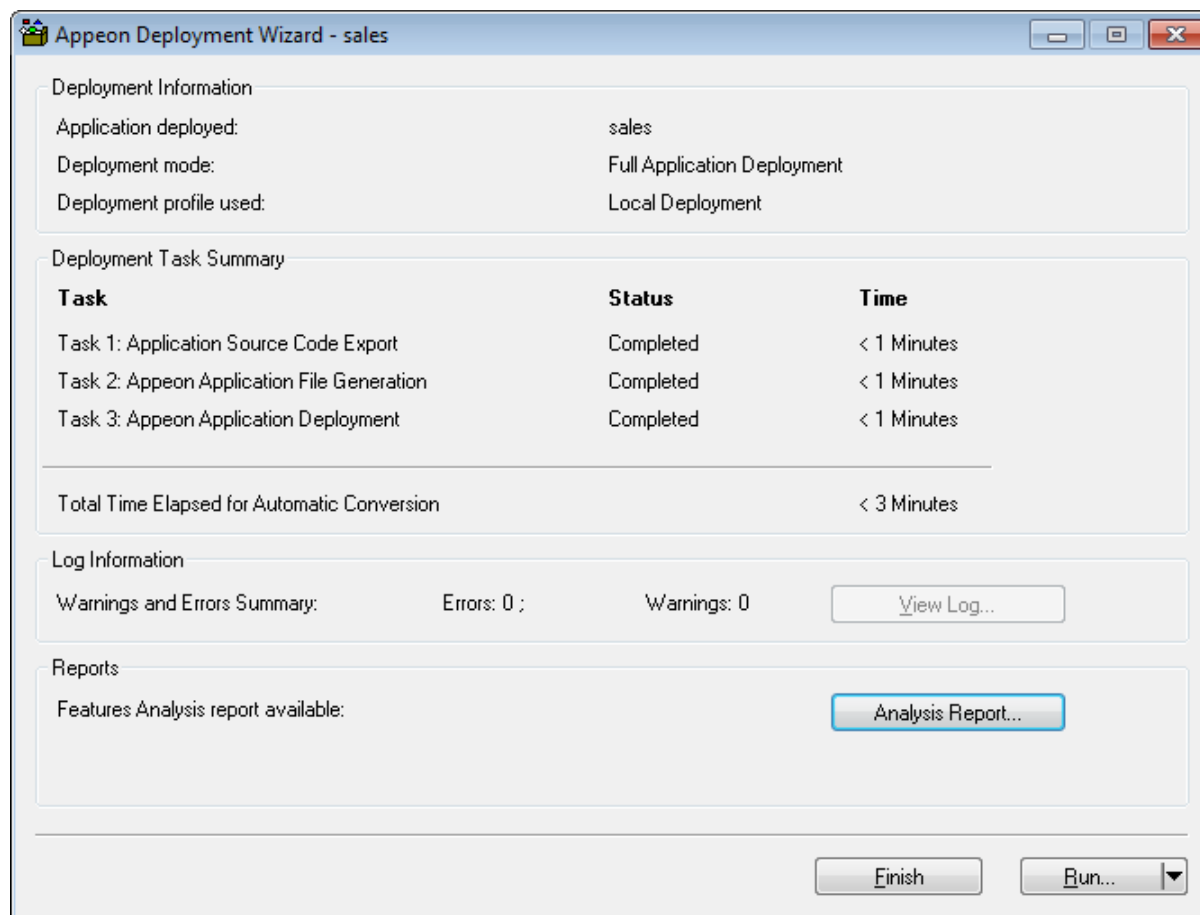 Appeon Deployment Wizard - sales
Deployment Information
Application deployed: sales
Deployment mode: Full Application Deployment
Deployment profile used: Local Deployment
Deployment Task Summary
Task Status Time
Task 1: Application Source Code Export Completed < 1 Minutes
Task 2: Appeon Application File Generation Completed < 1 Minutes
Task 3: Appeon Application Deployment Completed < 1 Minutes
Total Time Elapsed for Automatic Conversion < 3 Minutes
Log Information
Warnings and Errors Summary: Errors: 0 ; Warnings: 0 View Log...
Reports
Features Analysis report available: Analysis Report...
Finish Run...